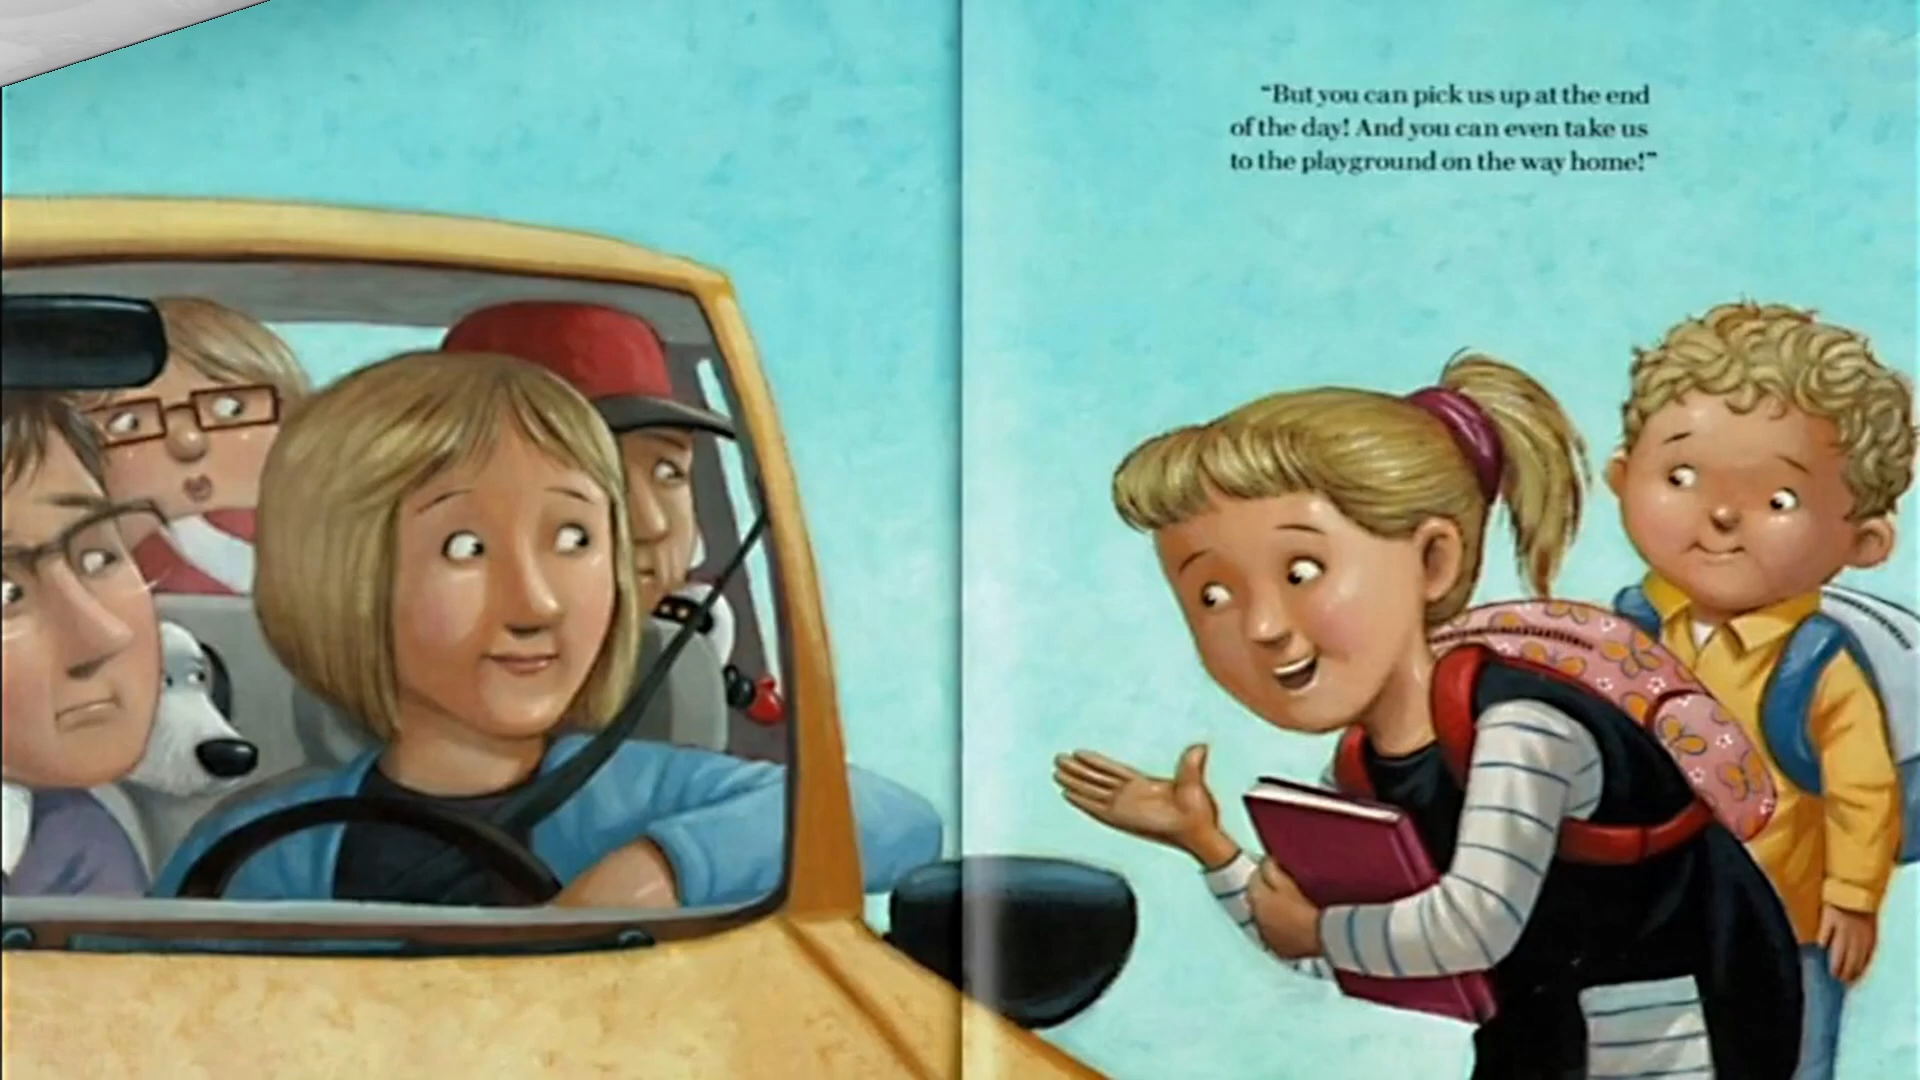 “But you can pick us up at the end
of the day! And you can even take us
to the playground on the way home!”